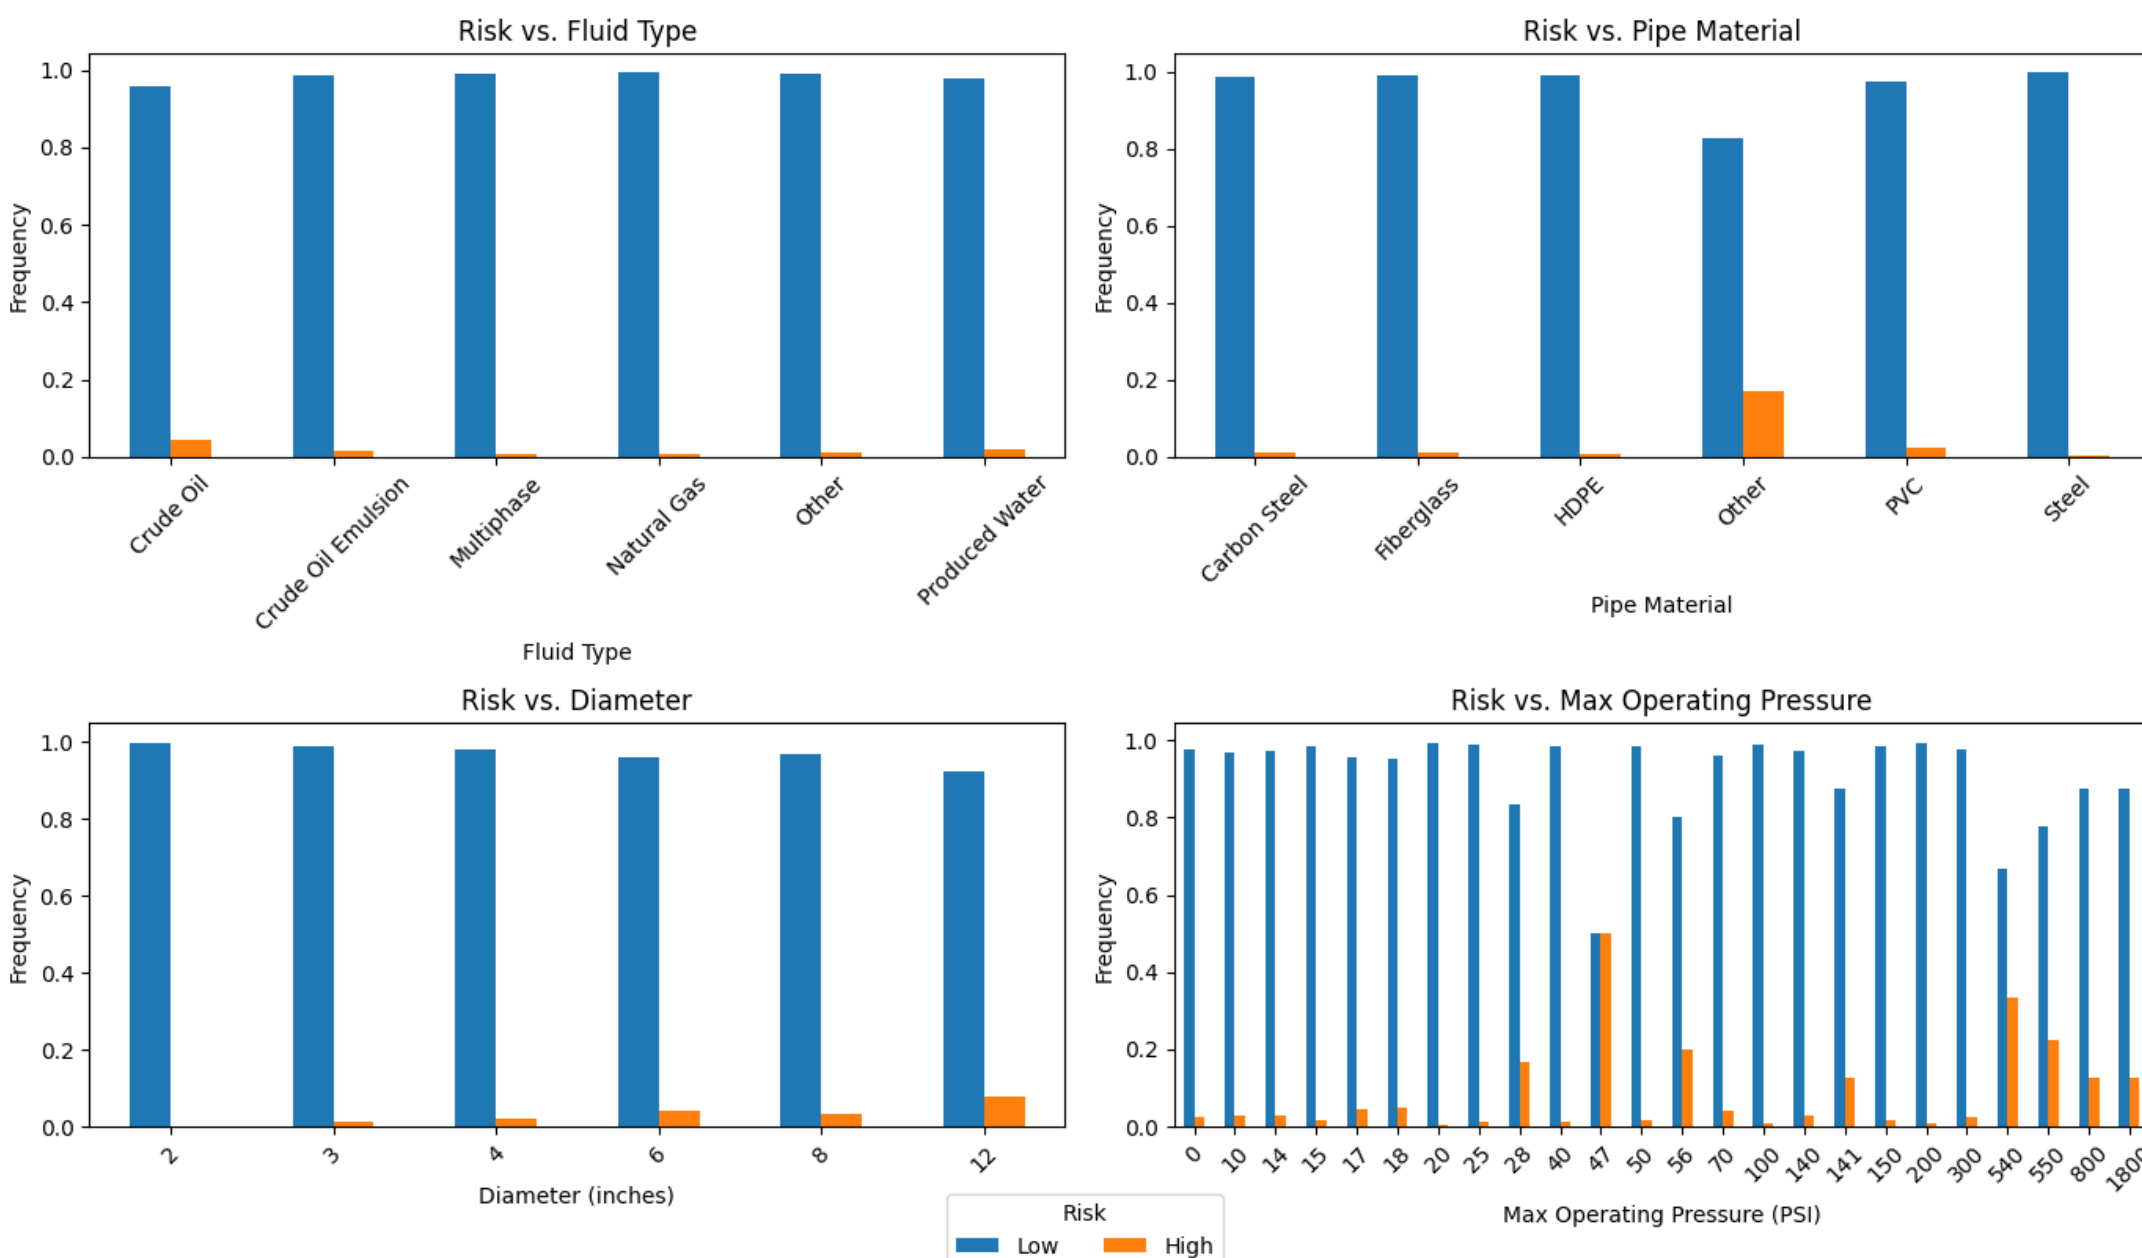 Risk vs. Fluid Type
Frequency
1.0
0.8
0.6
0.4
0.2
0.0
Crude Oil
Crude Oil Emulsion
Multiphase
Natural Gas
Other
Produced Water
Fluid Type
Risk vs. Pipe Material
Frequency
1.0
0.8
0.6
0.4
0.2
0.0
Carbon Steel
Fiberglass
HDPE
Other
PVC
Steel
Pipe Material
Risk vs. Diameter
Frequency
1.0
0.8
0.6
0.4
0.2
0.0
2
3
4
6
8
12
Diameter (inches)
Risk vs. Max Operating Pressure
Frequency
1.0
0.8
0.6
0.4
0.2
0.0
0
10
14
15
17
18
20
25
28
40
47
50
56
70
100
140
141
150
200
300
540
550
800
1800
Max Operating Pressure (PSI)
Risk
Low
High